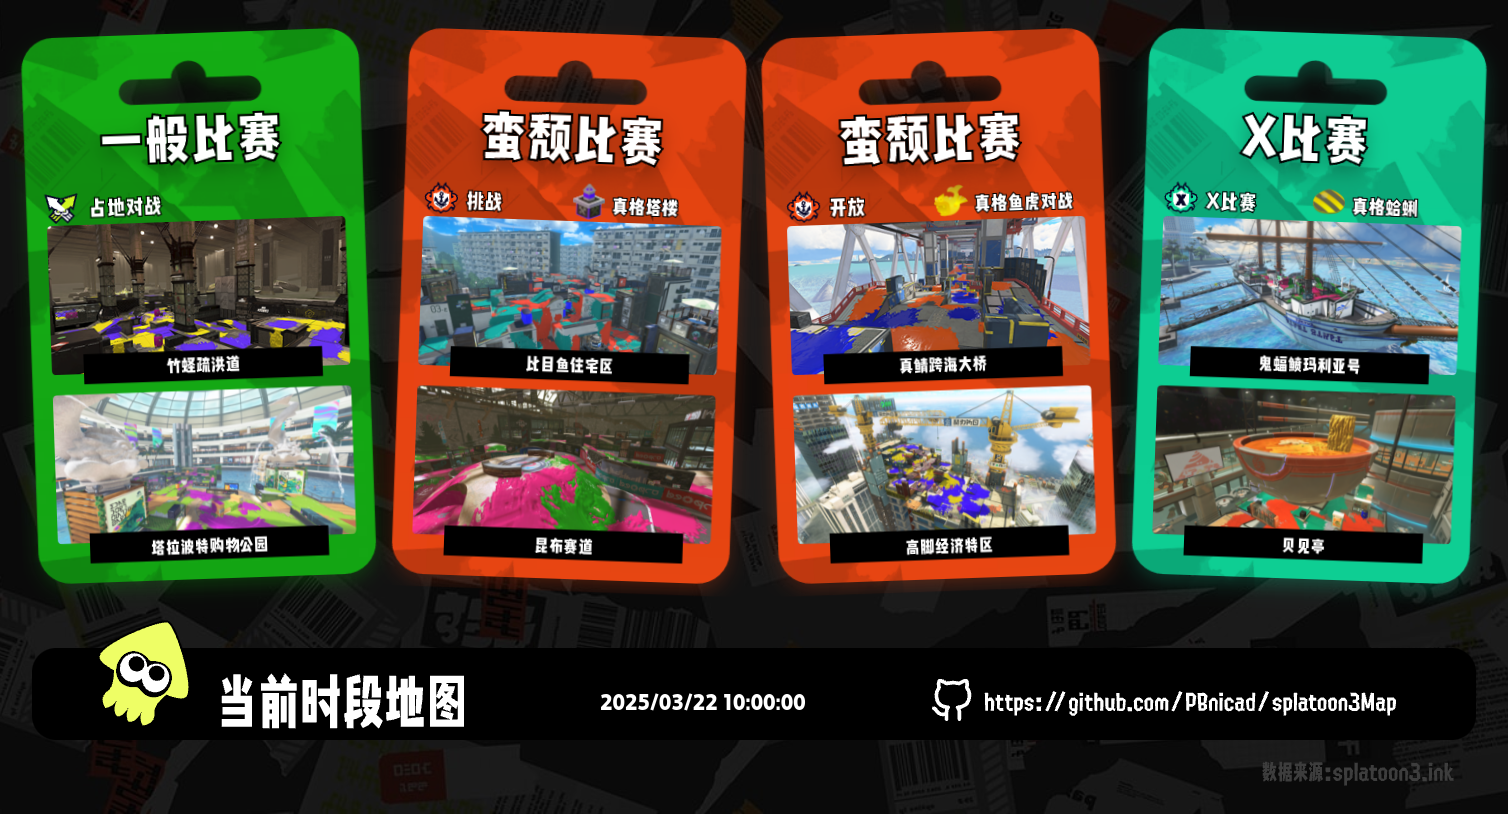 一般比赛
占地对战
竹蛏疏洪道
塔拉波特购物公园
蛮颓比赛
挑战
真格塔楼
比目鱼住宅区
昆布赛道
蛮颓比赛
开放
真格鱼虎对战
真鲷跨海大桥
高脚经济特区
X比赛
X比赛
真格蛤蜊
鬼蝠鲼玛利亚号
贝见亭
当前时段地图
2025/03/22 10:00:00
https://github.com/PBnicad/splatoon3Map
数据来源:splatoon3.ink